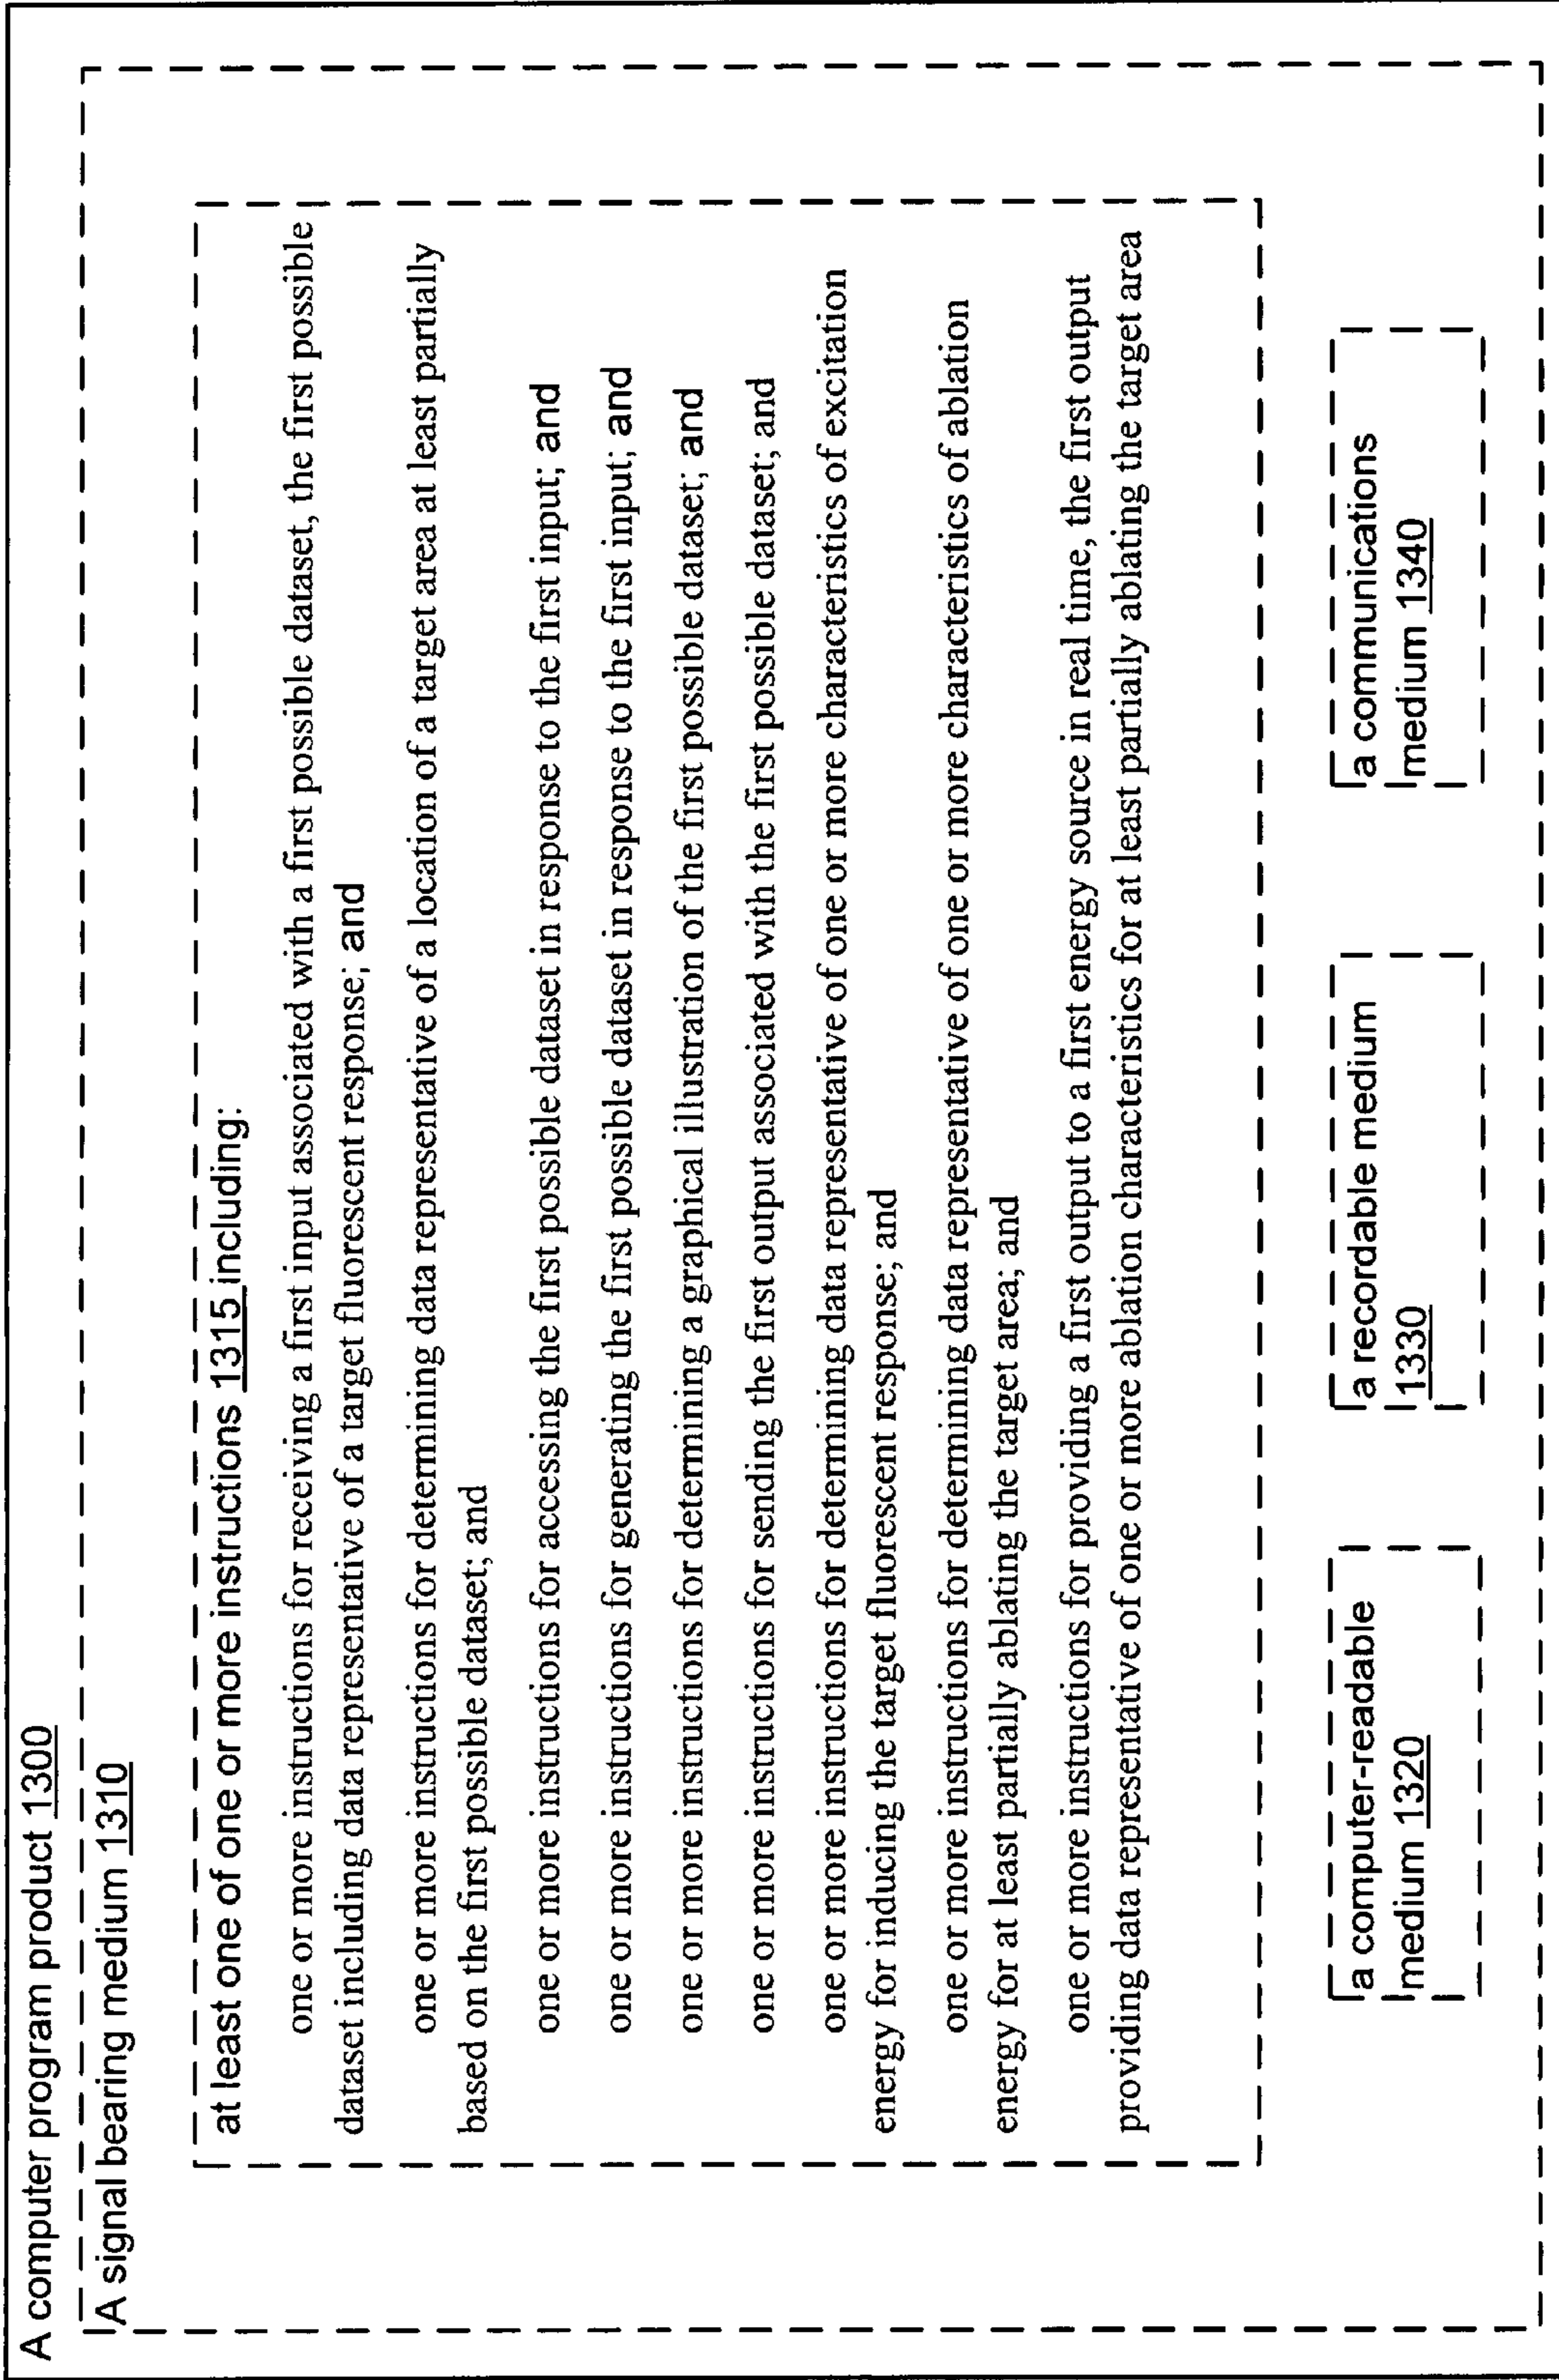 A computer program product 1300
A signal bearing medium 1310
at least one of one or more instructions 1315 including:
one or more instructions for receiving a first input associated with a first possible dataset, the first possible
dataset including data representative of a target fluorescent response; and
one or more instructions for determining data representative of a location of a target area at least partially
based on the first possible dataset; and
one or more instructions for accessing the first possible dataset in response to the first input; and
one or more instructions for generating the first possible dataset in response to the first input; and
one or more instructions for determining a graphical illustration of the first possible dataset; and
one or more instructions for sending the first output associated with the first possible dataset; and
one or more instructions for determining data representative of one or more characteristics of excitation
energy for inducing the target fluorescent response; and
one or more instructions for determining data representative of one or more characteristics of ablation
energy for at least partially ablating the target area; and
one or more instructions for providing a first output to a first energy source in real time, the first output
providing data representative of one or more ablation characteristics for at least partially ablating the target area
a computer-readable
medium 1320
a recordable medium
1330
a communications
medium 1340